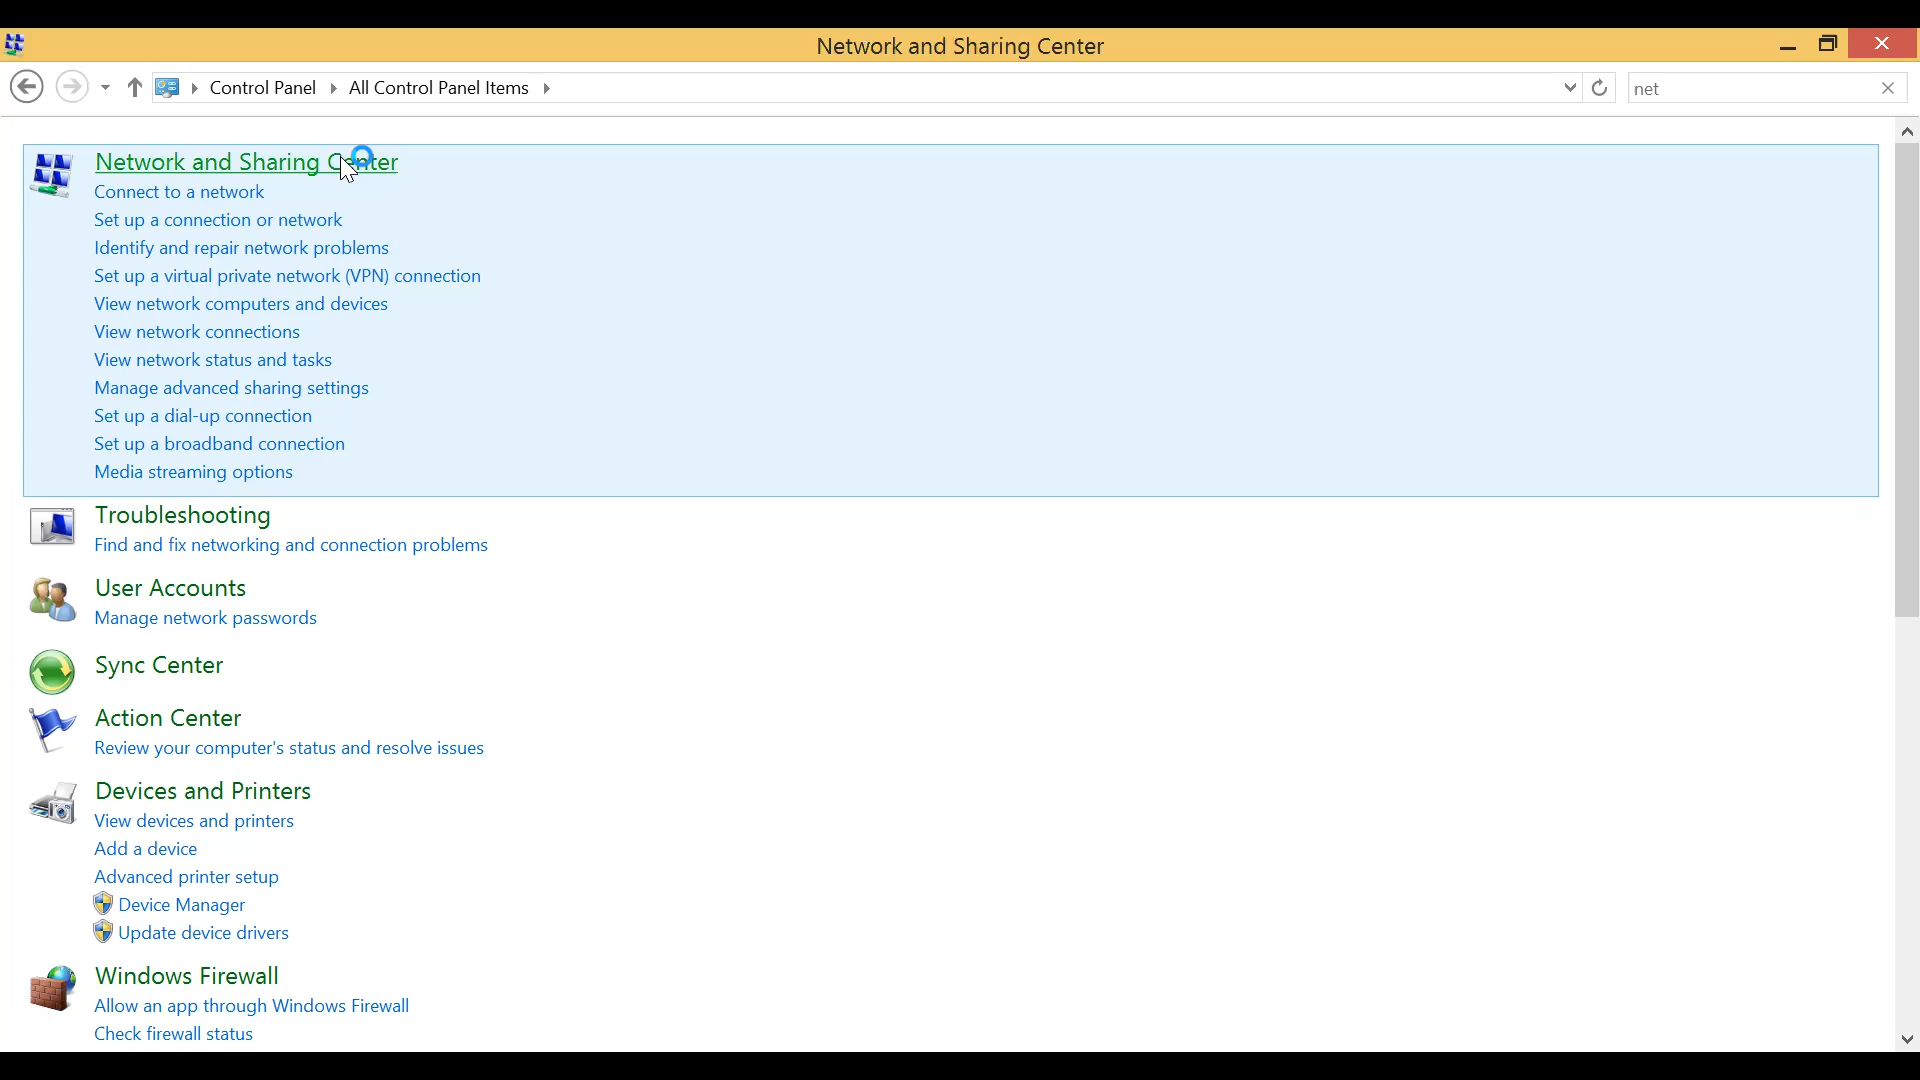 Network and Sharing Center
Control Panel All Control Panel Items
net
Network and Sharing Center
Connect to a network
Set up a connection or network
Identify and repair network problems
Set up a virtual private network (VPN) connection
View network computers and devices
View network connections
View network status and tasks
Manage advanced sharing settings
Set up a dial-up connection
Set up a broadband connection
Media streaming options
Troubleshooting
Find and fix networking and connection problems
User Accounts
Manage network passwords
Sync Center
Action Center
Review your computer's status and resolve issues
Devices and Printers
View devices and printers
Add a device
Advanced printer setup
Device Manager
Update device drivers
Windows Firewall
Allow an app through Windows Firewall
Check firewall status